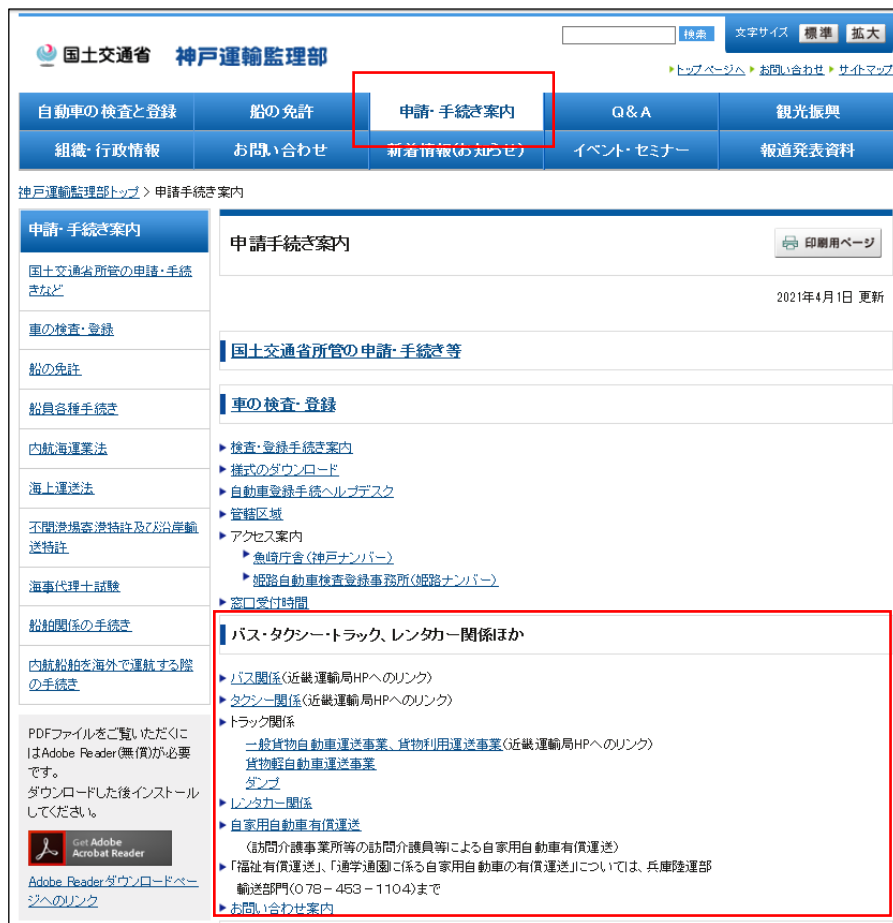 検索
文字サイズ 標準 拡大
国土交通省 神戸運輸監理部
トップページへ お問い合わせ サイトマップ
自動車の検査と登録 船の免許 申請・手続き案内 Q&A 観光振興
組織・行政情報 お問い合わせ 新着情報(お知らせ) イベント・セミナー 報道発表資料
神戸運輸監理部トップ > 申請手続き案内
申請・手続き案内
国土交通省所管の申請・手続
きなど
車の検査・登録
船の免許
船員各種手続き
内航海運業法
海上運送法
不開港場寄港特許及び沿岸輸
送特許
海事代理士試験
船舶関係の手続き
内航船舶を海外で運航する際
の手続き
PDFファイルをご覧いただくに
はAdobe Reader(無償)が必要
です。
ダウンロードした後インストール
してください。
Get Adobe
Acrobat Reader
Adobe Readerダウンロードペー
ジへのリンク
申請手続き案内
印刷用ページ
2021年4月1日 更新
国土交通省所管の申請・手続き等
車の検査・登録
検査・登録手続き案内
様式のダウンロード
自動車登録手続ヘルプデスク
管轄区域
アクセス案内
魚崎庁舎(神戸ナンバー)
姫路自動車検査登録事務所(姫路ナンバー)
窓口受付時間
バス・タクシー・トラック、レンタカー関係ほか
バス関係(近畿運輸局HPへのリンク)
タクシー関係(近畿運輸局HPへのリンク)
トラック関係
一般貨物自動車運送事業、貨物利用運送事業(近畿運輸局HPへのリンク)
貨物軽自動車運送事業
ダンプ
レンタカー関係
自家用自動車有償運送
(訪問介護事業所等の訪問介護員等による自家用自動車有償運送)
「福祉有償運送」、「通学通園に係る自家用自動車の有償運送」については、兵庫陸運部
輸送部門(078-453-1104)まで
お問い合わせ案内